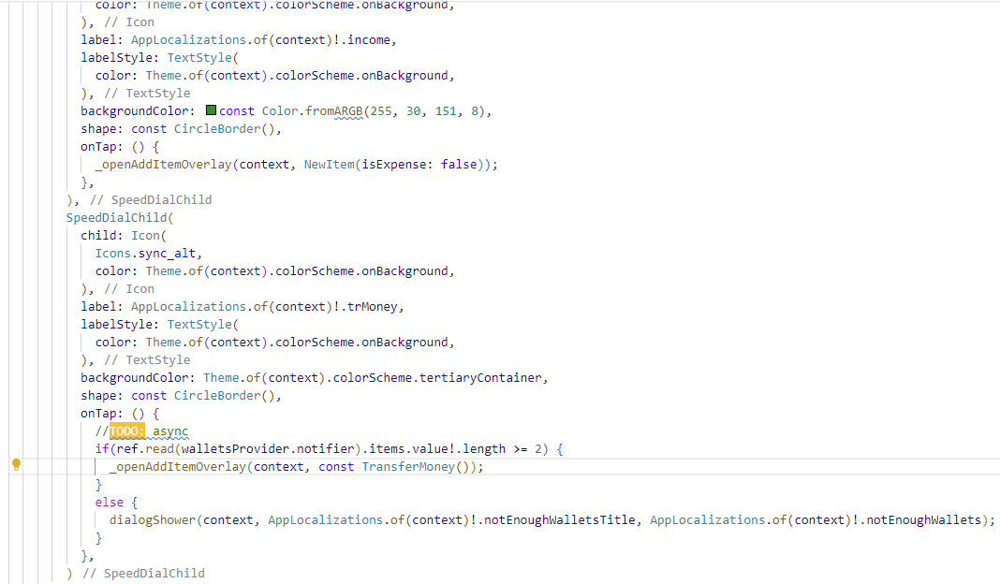 color: Theme.of(context).colorScheme.onBackground,
), // Icon
label: AppLocalizations.of(context)!.income,
labelStyle: TextStyle(
color: Theme.of(context).colorScheme.onBackground,
), // TextStyle
backgroundColor: const Color.fromARGB(255, 30, 151, 8),
shape: const CircleBorder(),
onTap: () {
_openAddItemOverlay(context, NewItem(isExpense: false));
},
), // SpeedDialChild
SpeedDialChild(
child: Icon(
Icons.sync_alt,
color: Theme.of(context).colorScheme.onBackground,
), // Icon
label: AppLocalizations.of(context)!.trMoney,
labelStyle: TextStyle(
color: Theme.of(context).colorScheme.onBackground,
), // TextStyle
backgroundColor: Theme.of(context).colorScheme.tertiaryContainer,
shape: const CircleBorder(),
onTap: () {
//TODO: async
if(ref.read(walletsProvider.notifier).items.value!.length >= 2) {
_openAddItemOverlay(context, const TransferMoney());
}
else {
dialogShower(context, AppLocalizations.of(context)!.notEnoughWalletsTitle, AppLocalizations.of(context)!.notEnoughWallets);
}
},
) // SpeedDialChild